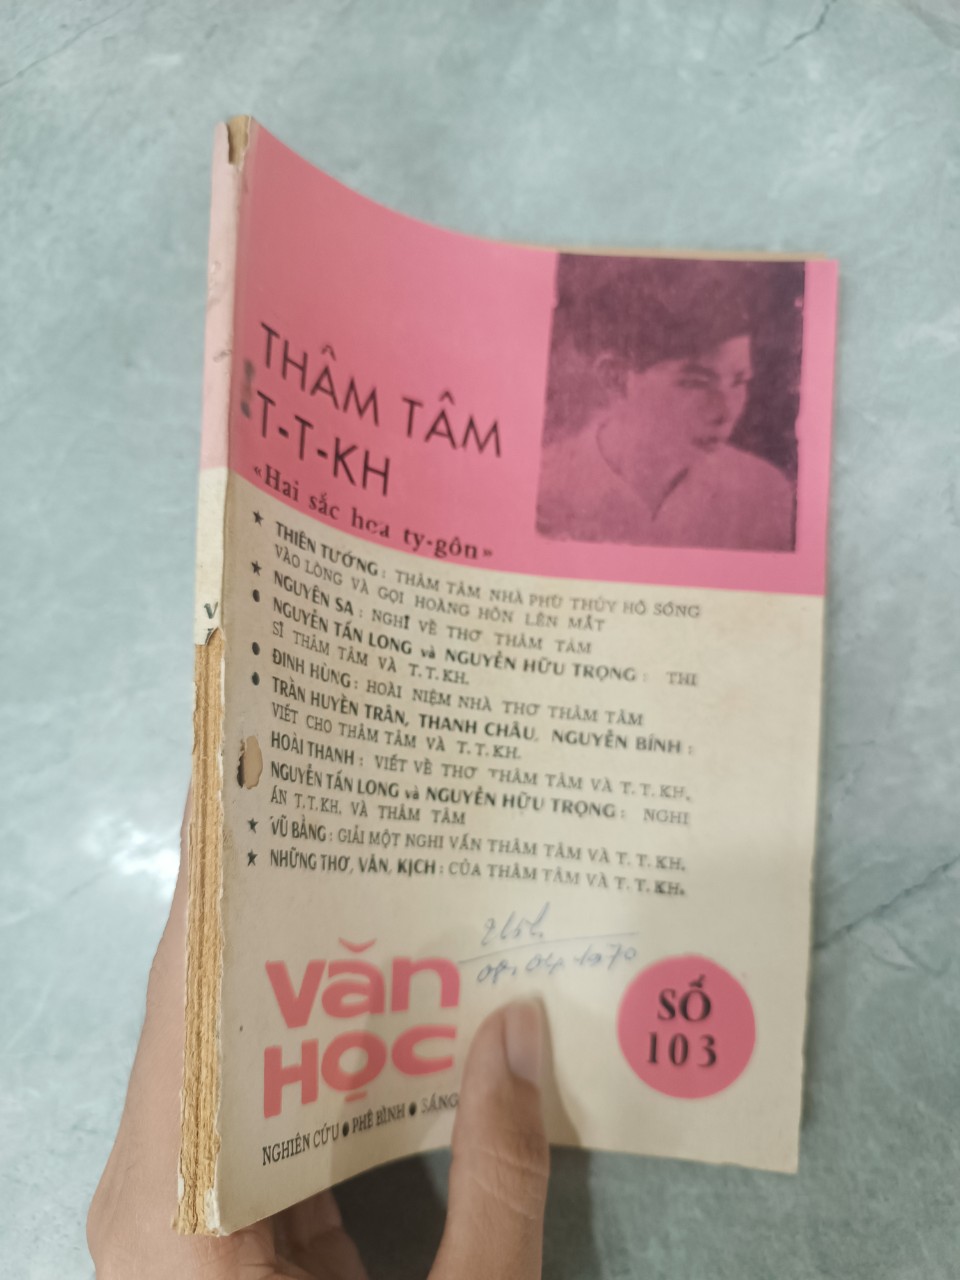 THÂM TÂM
T-T-KH
«Hai sắc hoa ty-gôn»
★ THIÊN TƯỚNG : THÂM TÂM NHÀ PHÙ THỦY HÔ SÓNG
VÀO LÒNG VÀ GỌI HOÀNG HÔN LÊN MẮT
★ NGUYÊN SA : NGHĨ VỀ THƠ THÂM TÂM
● NGUYỄN TẤN LONG và NGUYỄN HỮU TRỌNG : THI
SĨ THÂM TÂM VÀ T.T.KH.
● ĐINH HÙNG : HOÀI NIỆM NHÀ THƠ THÂM TÂM
● TRẦN HUYỀN TRÂN, THANH CHÂU, NGUYỄN BÍNH :
VIẾT CHO THÂM TÂM VÀ T.T.KH.
HOÀI THANH : VIẾT VỀ THƠ THÂM TÂM VÀ T.T.KH.
NGUYỄN TẤN LONG và NGUYỄN HỮU TRỌNG : NGHI
ÁN T.T.KH. VÀ THÂM TÂM
★ VŨ BẰNG : GIẢI MỘT NGHI VẤN THÂM TÂM VÀ T.T.KH.
★ NHỮNG THƠ, VĂN, KỊCH : CỦA THÂM TÂM VÀ T.T.KH.
VĂN
HỌC
SỐ
103
NGHIÊN CỨU ● PHÊ BÌNH ● SÁNG